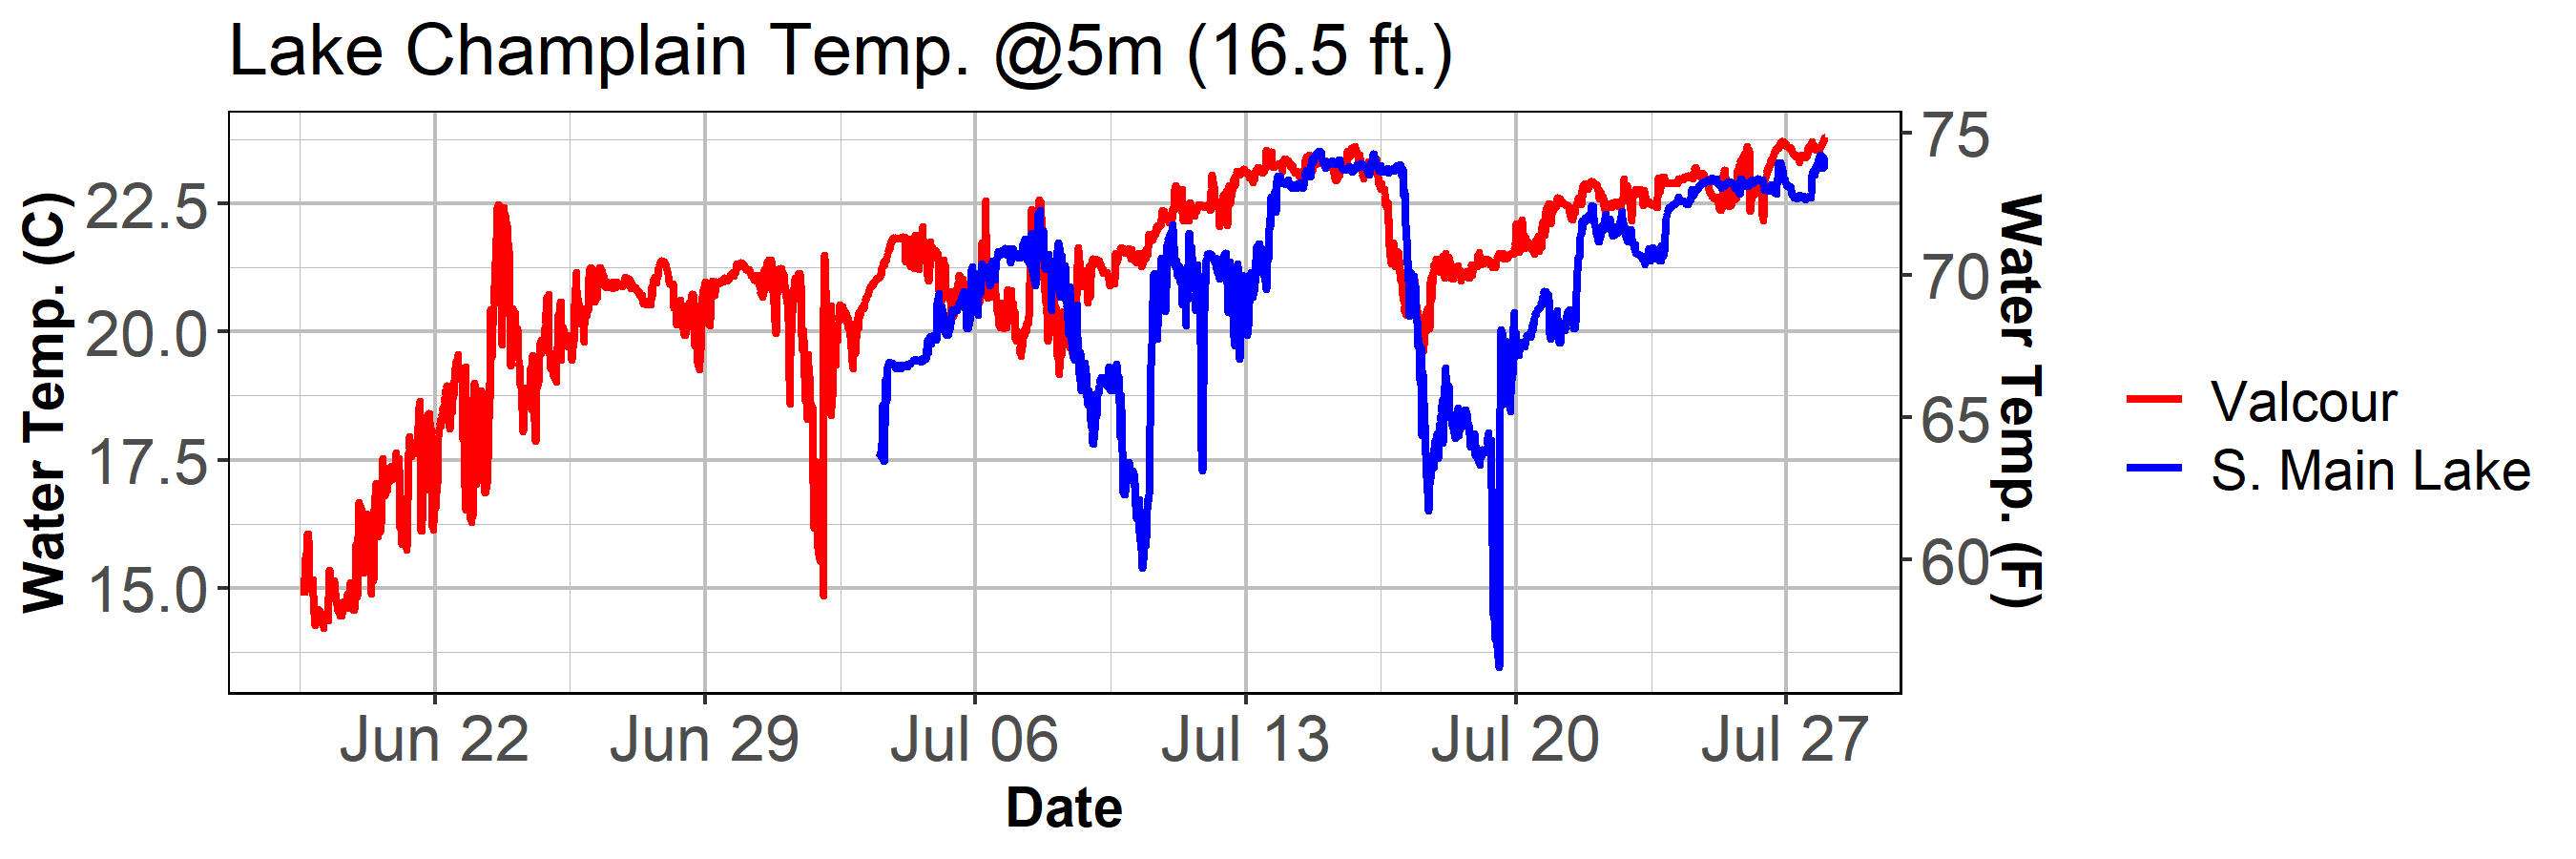 Lake Champlain Temp. @5m (16.5 ft.)
Water Temp. (C)
22.5
20.0
17.5
15.0
75
70
65
60
Water Temp. (F)
Jun 22 Jun 29 Jul 06 Jul 13 Jul 20 Jul 27
Date
Valcour
S. Main Lake